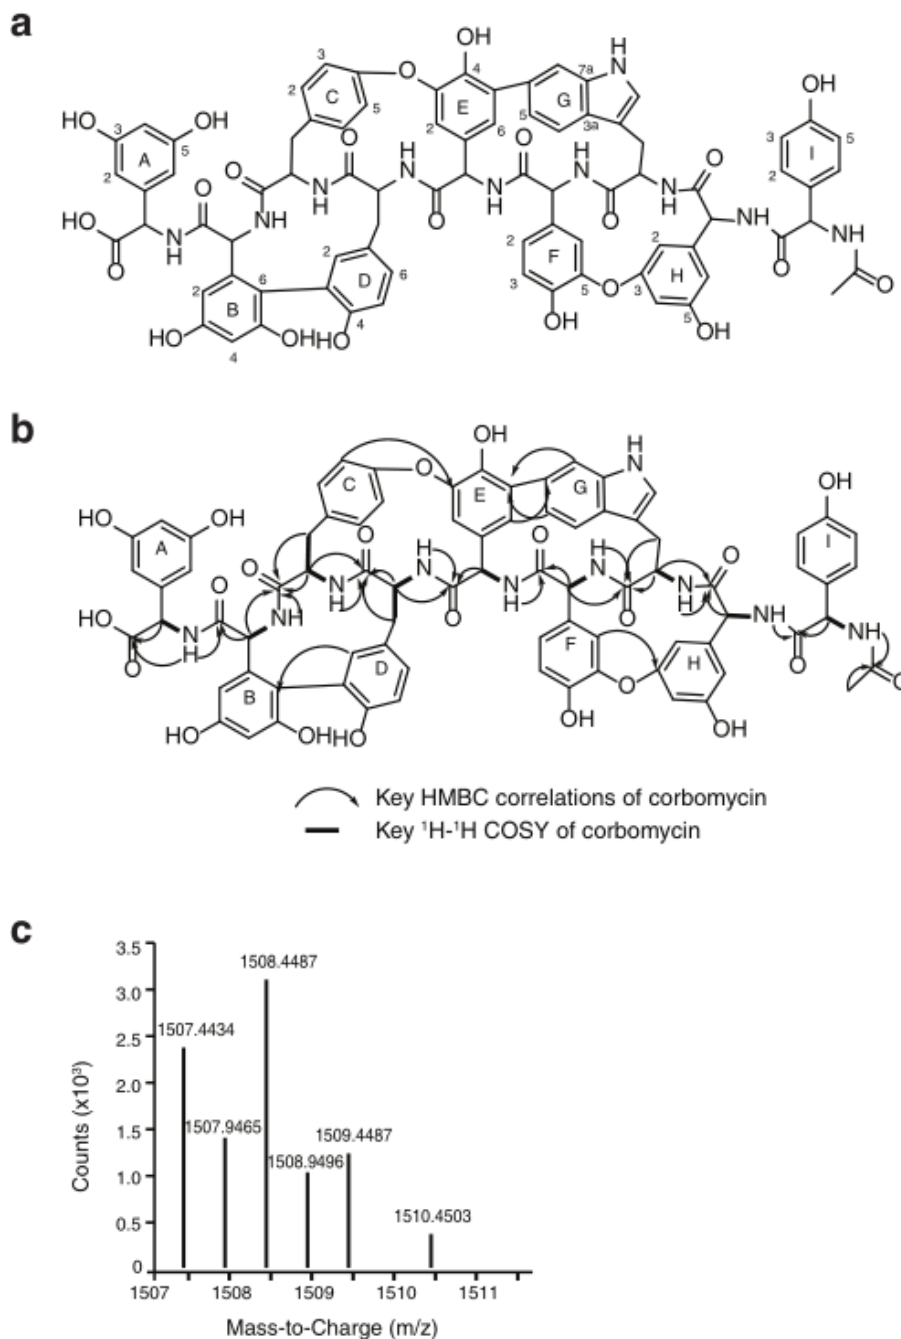 a
OH
H
N
3
O
4
7a
2
C
E
G
OH
5
5
3a
HO
3
OH
2
6
3
I
5
A
5
O
O
H
N
O
H
N
O
2
2
O
N
H
N
H
O
N
H
O
NH
HO
O
N
H
NH
O
O
O
2
F
2
H
O
N
H
B
6
2
D
6
3
5
O
3
5
O
2
HO
4
OH
HO
4
OH
OH
b
OH
H
N
O
C
E
G
OH
HO
OH
A
I
O
O
H
N
O
H
N
O
O
N
H
N
H
O
N
H
O
NH
HO
O
N
H
NH
O
O
O
F
H
O
N
H
B
D
O
O
HO
OH
HO
OH
OH
Key HMBC correlations of corbomycin
Key ¹H-¹H COSY of corbomycin
c
3.5
1508.4487
3.0
1507.4434
2.5
Counts (x10³)
2.0
1507.9465
1509.4487
1.5
1508.9496
1.0
1510.4503
0.5
0
1507 1508 1509 1510 1511
Mass-to-Charge (m/z)